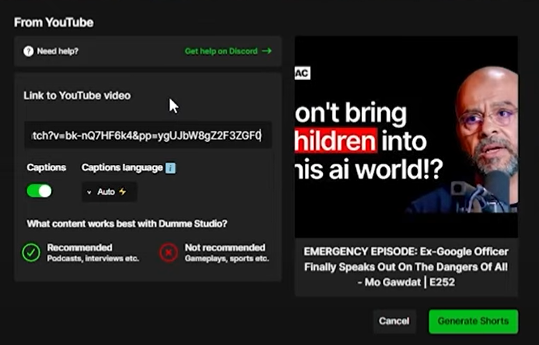 From YouTube
Need help?
Get help on Discord →
Link to YouTube video
tch?v=bk-nQ7HF6k4&pp=ygUJbW8gZ2F3ZGF0
Captions
Captions language
Auto
What content works best with Dumme Studio?
Recommended
Podcasts, interviews etc.
Not recommended
Gameplays, sports etc.
AC
on't bring
hildren into
his ai world!?
EMERGENCY EPISODE: Ex-Google Officer
Finally Speaks Out On The Dangers Of AI
- Mo Gawdat | E252
Cancel
Generate Shorts